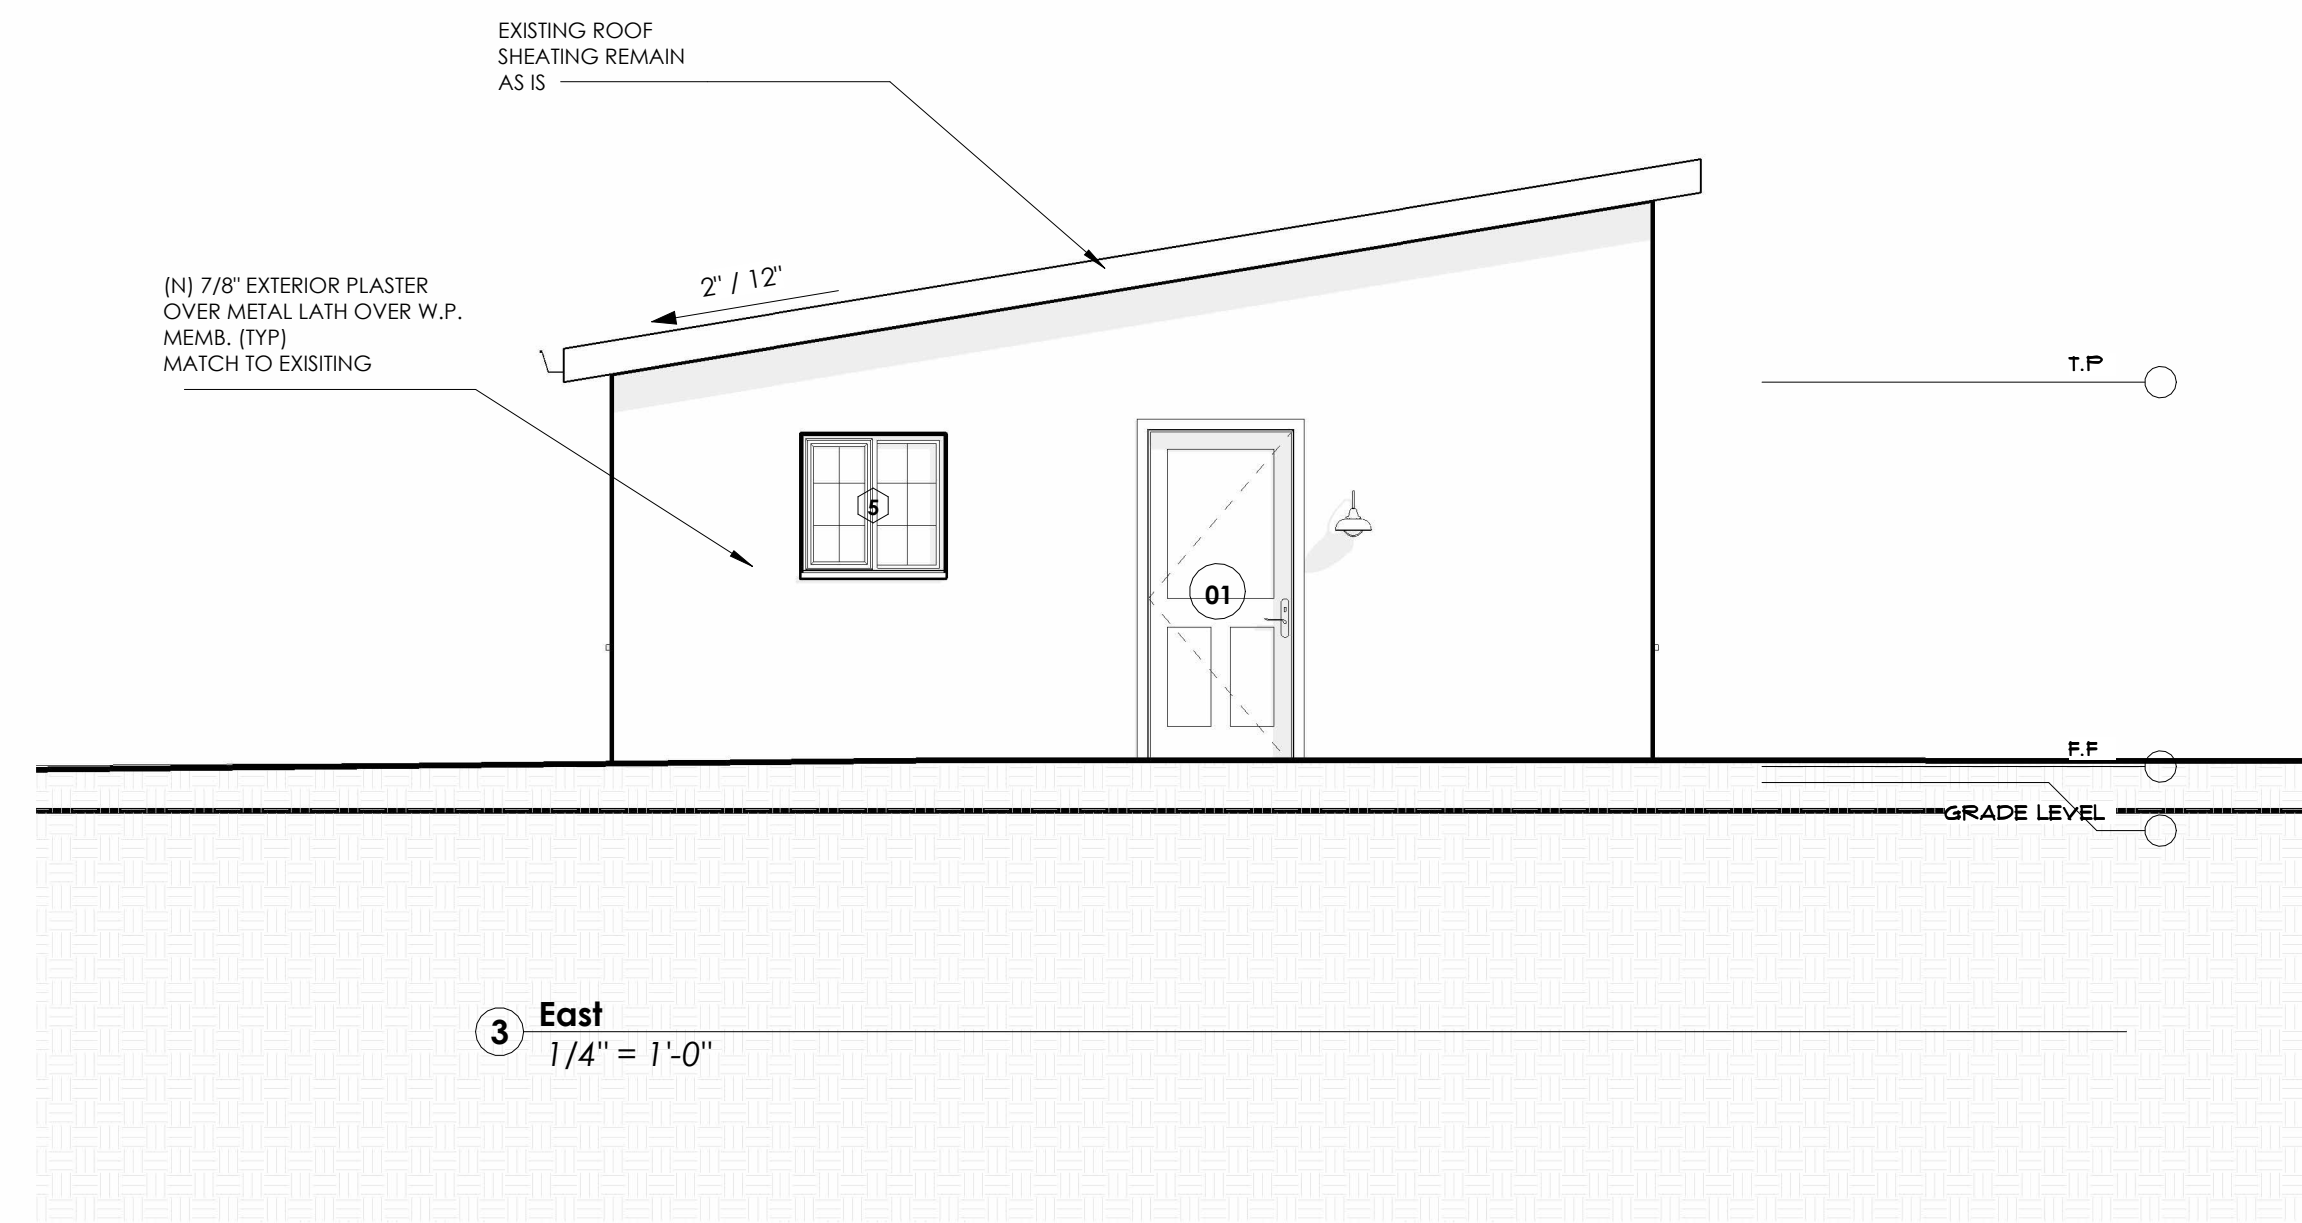 EXISTING ROOF
SHEATING REMAIN
AS IS
(N) 7/8" EXTERIOR PLASTER
OVER METAL LATH OVER W.P.
MEMB. (TYP)
MATCH TO EXISITING
2" / 12"
T.P
5
01
F.F
GRADE LEVEL
3
East
1/4" = 1'-0"